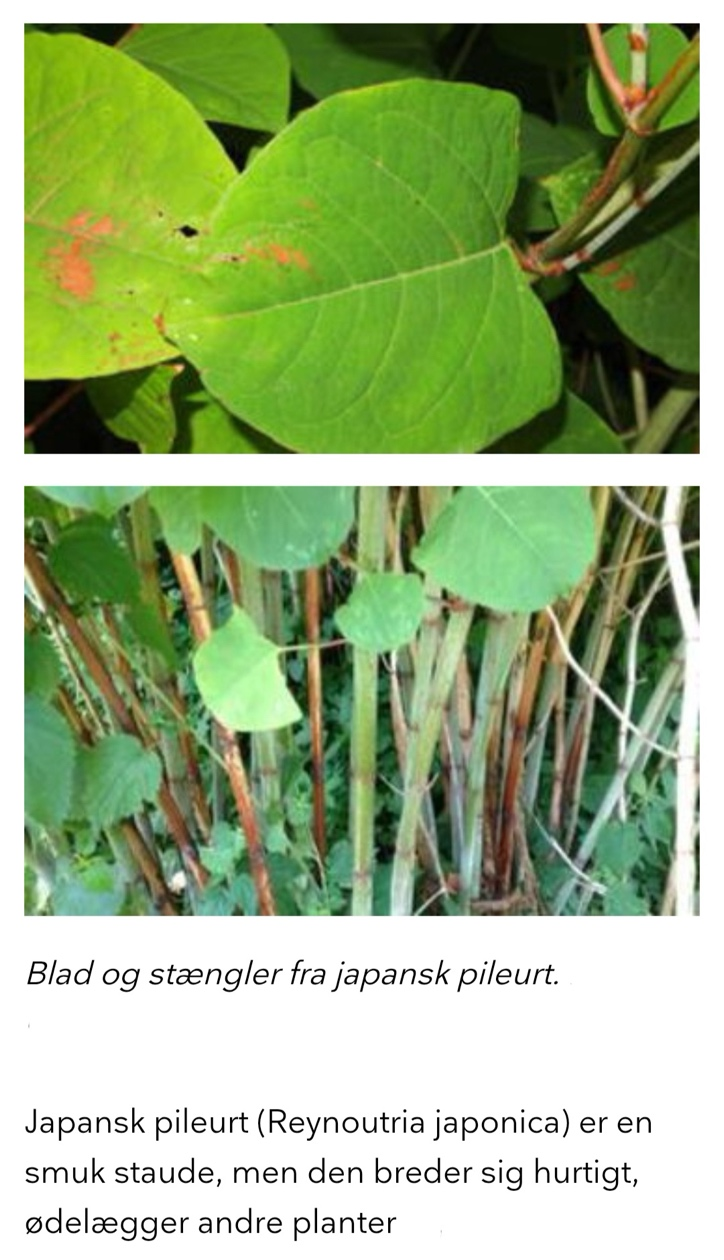 Blad og stængler fra japansk pileurt.
Japansk pileurt (Reynoutria japonica) er en
smuk staude, men den breder sig hurtigt,
ødelægger andre planter